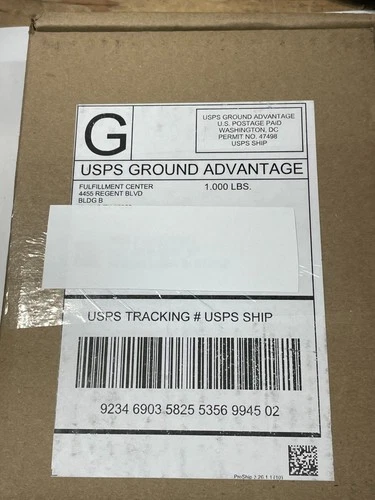 G
USPS GROUND ADVANTAGE
U.S. POSTAGE PAID
WASHINGTON, DC
PERMIT NO. 47498
USPS SHIP
USPS GROUND ADVANTAGE
FULFILLMENT CENTER
1.000 LBS.
4455 REGENT BLVD
BLDG B
USPS TRACKING # USPS SHIP
9234 6903 5825 5356 9945 02